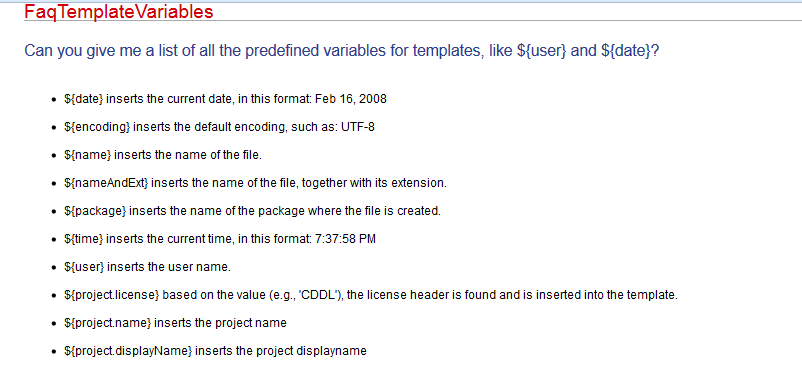 FaqTemplateVariables
Can you give me a list of all the predefined variables for templates, like ${user} and ${date}?
• ${date} inserts the current date, in this format: Feb 16, 2008
• ${encoding} inserts the default encoding, such as: UTF-8
• ${name} inserts the name of the file.
• ${nameAndExt} inserts the name of the file, together with its extension.
• ${package} inserts the name of the package where the file is created.
• ${time} inserts the current time, in this format: 7:37:58 PM
• ${user} inserts the user name.
• ${project.license} based on the value (e.g., 'CDDL'), the license header is found and is inserted into the template.
• ${project.name} inserts the project name
• ${project.displayName} inserts the project displayname